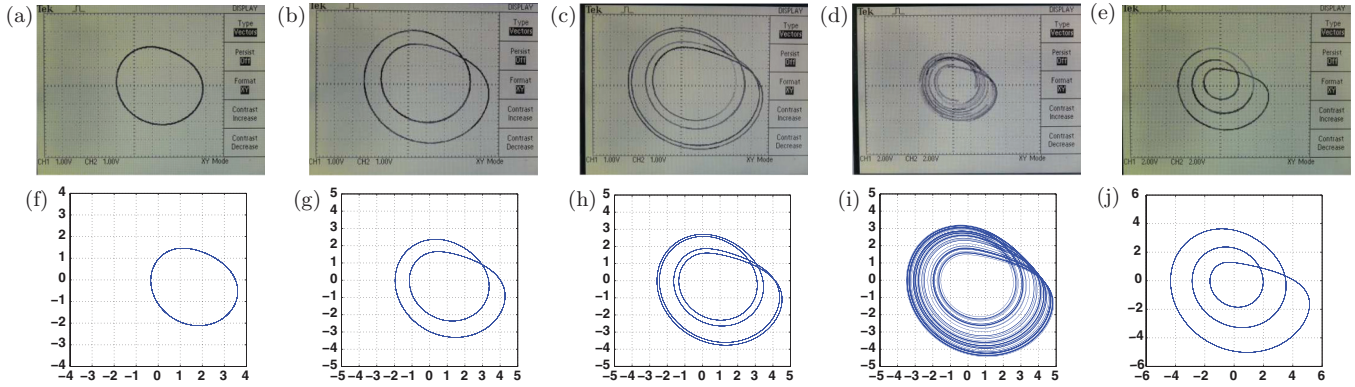 (a)
Tek
DISPLAY
Type
Vectors
Persist
Off
Format
XY
Contrast
Increase
Contrast
Decrease
CH1 1.00V CH2 1.00V XY Mode
(b)
Tek
DISPLAY
Type
Vectors
Persist
Off
Format
XY
Contrast
Increase
Contrast
Decrease
CH1 1.00V CH2 1.00V XY Mode
(c)
Tek
DISPLAY
Type
Vectors
Persist
Off
Format
XY
Contrast
Increase
Contrast
Decrease
CH1 1.00V CH2 1.00V XY Mode
(d)
Tek
DISPLAY
Type
Vectors
Persist
Off
Format
XY
Contrast
Increase
Contrast
Decrease
CH1 2.00V CH2 2.00V XY Mode
(e)
Tek
DISPLAY
Type
Vectors
Persist
Off
Format
XY
Contrast
Increase
Contrast
Decrease
CH1 2.00V CH2 2.00V XY Mode
(f)
4
3
2
1
0
−1
−2
−3
−4
−4 −3 −2 −1 0 1 2 3 4
(g)
5
4
3
2
1
0
−1
−2
−3
−4
−5
−5 −4 −3 −2 −1 0 1 2 3 4 5
(h)
5
4
3
2
1
0
−1
−2
−3
−4
−5
−5 −4 −3 −2 −1 0 1 2 3 4 5
(i)
5
4
3
2
1
0
−1
−2
−3
−4
−5
−5 −4 −3 −2 −1 0 1 2 3 4 5
(j)
6
4
2
0
−2
−4
−6
−6 −4 −2 0 2 4 6